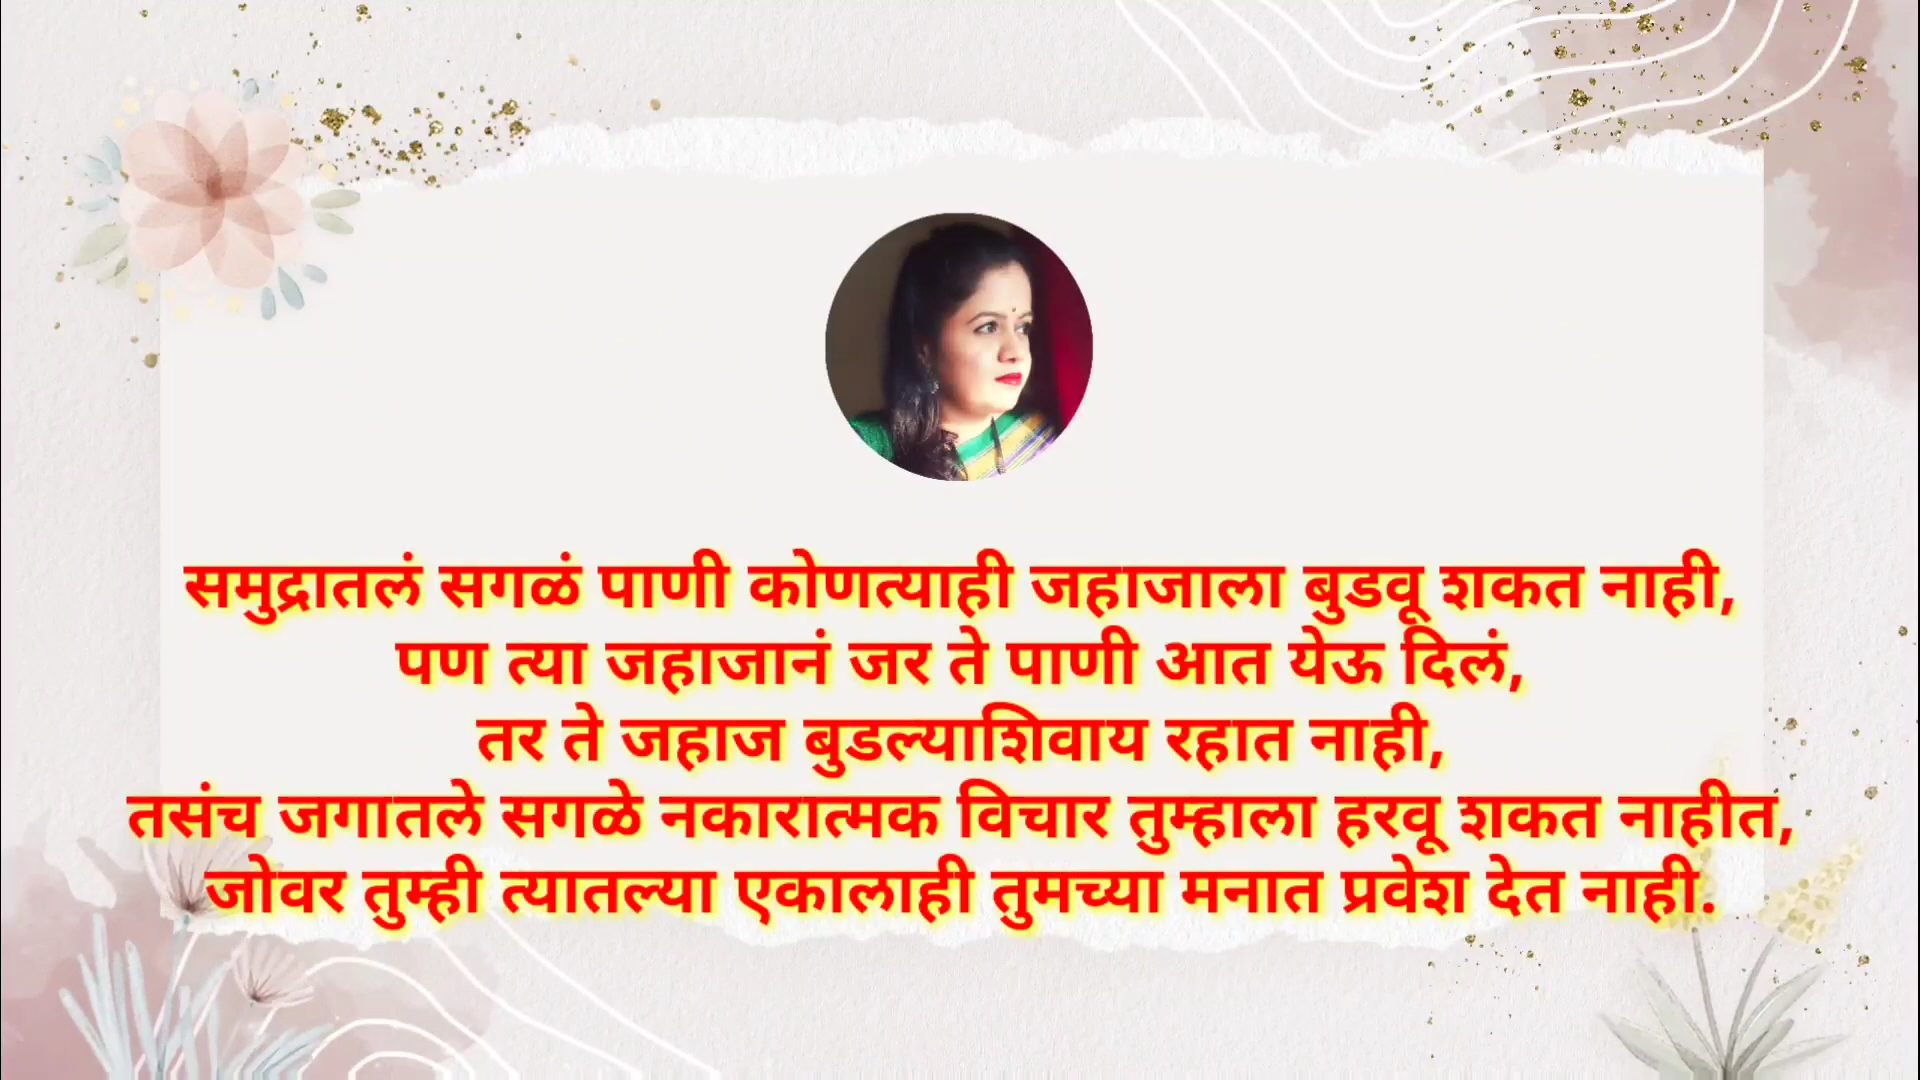 समुद्रातलं सगळं पाणी कोणत्याही जहाजाला बुडवू शकत नाही,
पण त्या जहाजानं जर ते पाणी आत येऊ दिलं,
तर ते जहाज बुडल्याशिवाय रहात नाही,
तसंच जगातले सगळे नकारात्मक विचार तुम्हाला हरवू शकत नाहीत,
जोवर तुम्ही त्यातल्या एकालाही तुमच्या मनात प्रवेश देत नाही.